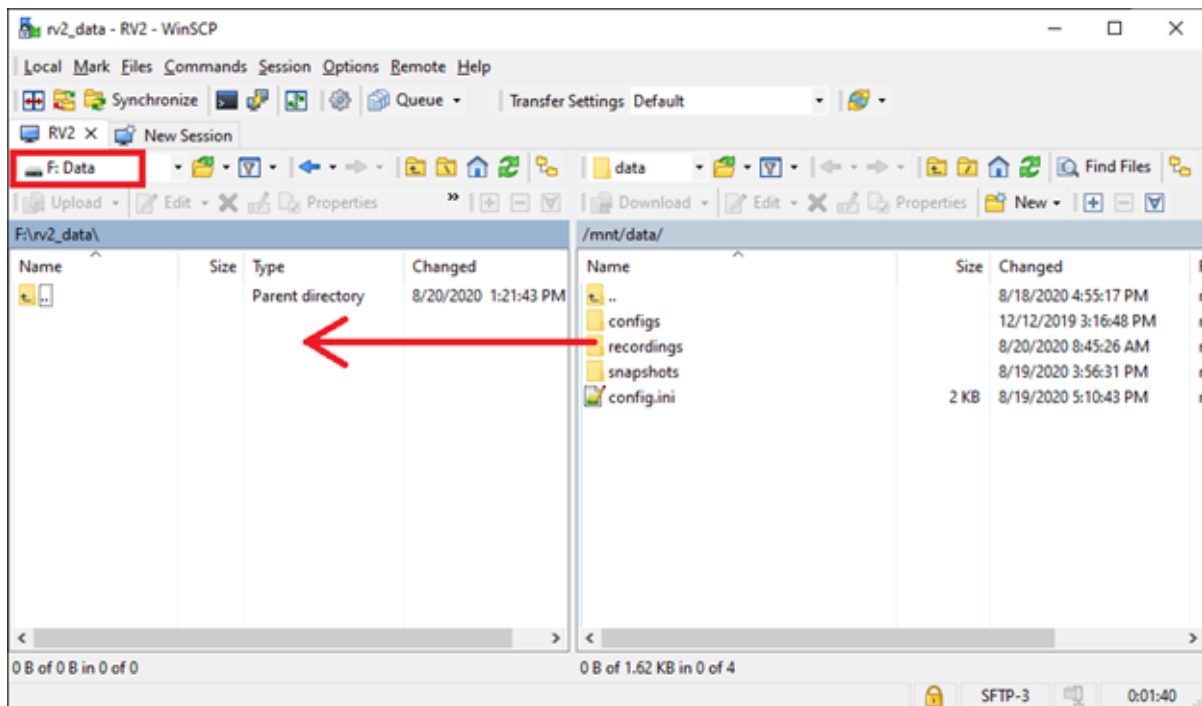 rv2_data - RV2 - WinSCP
Local Mark Files Commands Session Options Remote Help
Synchronize Queue Transfer Settings Default
RV2 New Session
F: Data data Find Files
Upload Edit Properties » Download Edit Properties New
F:\rv2_data\ /mnt/data/
Name Size Type Changed Name Size Changed
.. Parent directory 8/20/2020 1:21:43 PM .. 8/18/2020 4:55:17 PM
configs 12/12/2019 3:16:48 PM
recordings 8/20/2020 8:45:26 AM
snapshots 8/19/2020 3:56:31 PM
config.ini 2 KB 8/19/2020 5:10:43 PM
0 B of 0 B in 0 of 0 0 B of 1.62 KB in 0 of 4
SFTP-3 0:01:40